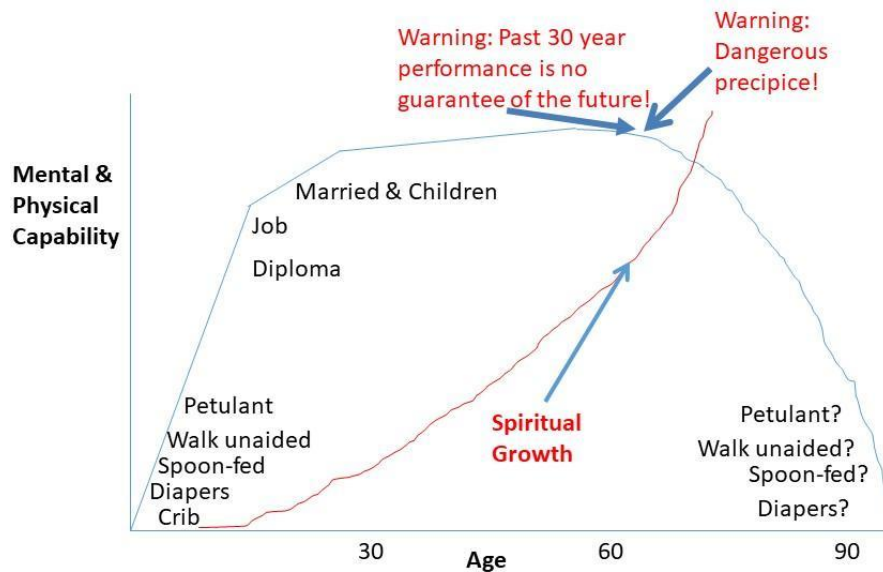 Warning: Past 30 year
performance is no
guarantee of the future!
Warning:
Dangerous
precipice!
Mental &
Physical
Capability
Married & Children
Job
Diploma
Petulant
Walk unaided
Spoon-fed
Diapers
Crib
Spiritual
Growth
Petulant?
Walk unaided?
Spoon-fed?
Diapers?
30
60
90
Age